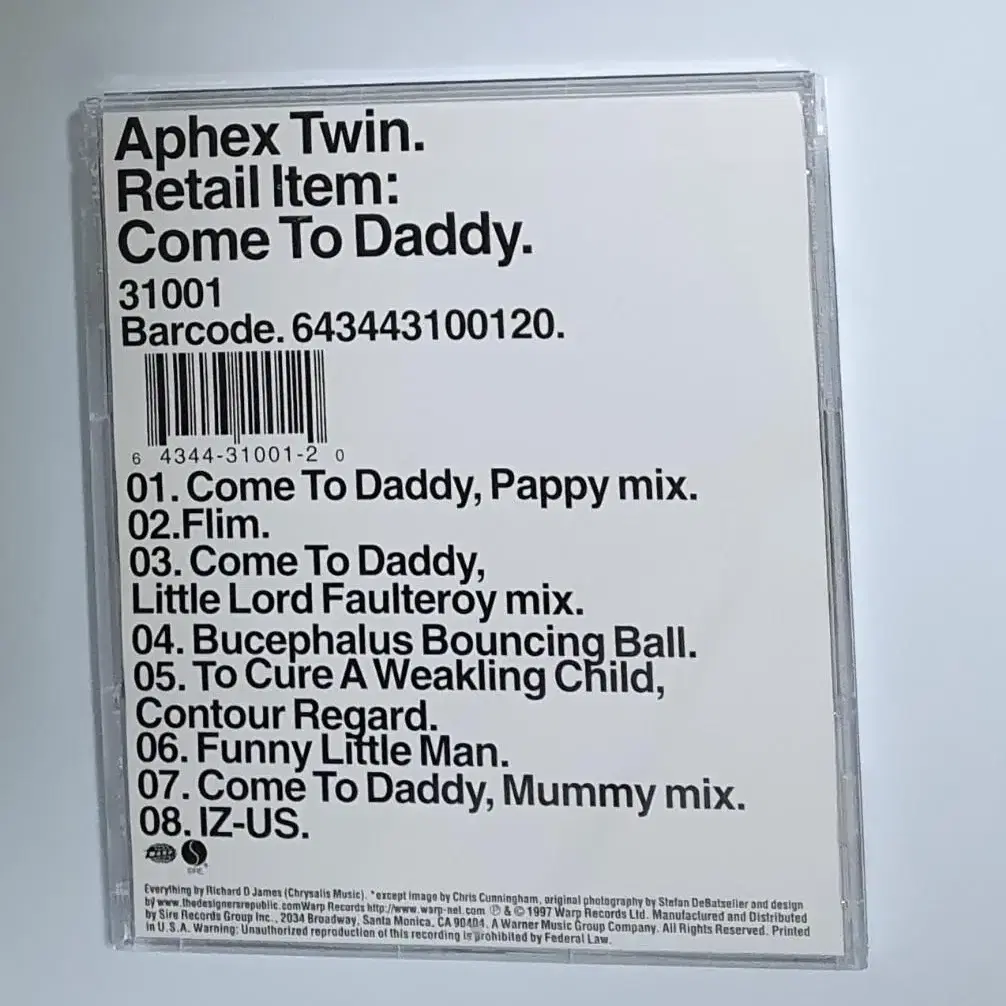 Aphex Twin.
Retail Item:
Come To Daddy.
31001
Barcode. 643443100120.
6 4344-31001-2 0
01. Come To Daddy, Pappy mix.
02.Flim.
03. Come To Daddy,
Little Lord Faulteroy mix.
04. Bucephalus Bouncing Ball.
05. To Cure A Weakling Child,
Contour Regard.
06. Funny Little Man.
07. Come To Daddy, Mummy mix.
08. IZ-US.
SIRE
Everything by Richard D James (Chrysalis Music). *except image by Chris Cunningham, original photography by Stefan DeBatselier and design
by www.thedesignersrepublic.comWarp Records http://www.warp-net.com ℗ & © 1997 Warp Records Ltd. Manufactured and Distributed
by Sire Records Group Inc., 2034 Broadway, Santa Monica, CA 90404. A Warner Music Group Company. All Rights Reserved. Printed
in U.S.A. Warning: Unauthorized reproduction of this recording is prohibited by Federal Law.